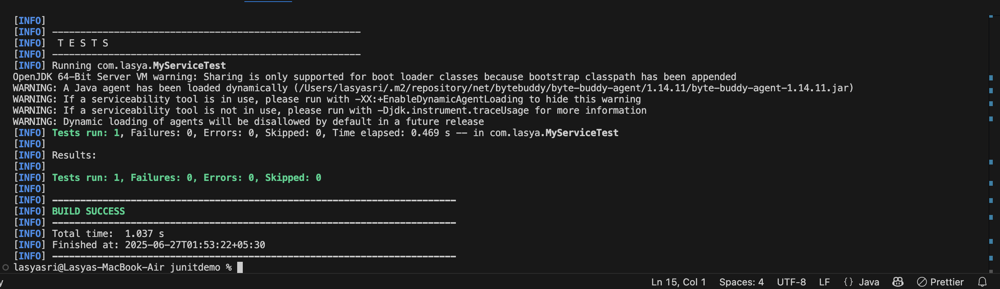 [INFO]
[INFO] -------------------------------------------------------
[INFO]  T E S T S
[INFO] -------------------------------------------------------
[INFO] Running com.lasya.MyServiceTest
OpenJDK 64-Bit Server VM warning: Sharing is only supported for boot loader classes because bootstrap classpath has been appended
WARNING: A Java agent has been loaded dynamically (/Users/lasyasri/.m2/repository/net/bytebuddy/byte-buddy-agent/1.14.11/byte-buddy-agent-1.14.11.jar)
WARNING: If a serviceability tool is in use, please run with -XX:+EnableDynamicAgentLoading to hide this warning
WARNING: If a serviceability tool is not in use, please run with -Djdk.instrument.traceUsage for more information
WARNING: Dynamic loading of agents will be disallowed by default in a future release
[INFO] Tests run: 1, Failures: 0, Errors: 0, Skipped: 0, Time elapsed: 0.469 s -- in com.lasya.MyServiceTest
[INFO]
[INFO] Results:
[INFO]
[INFO] Tests run: 1, Failures: 0, Errors: 0, Skipped: 0
[INFO]
[INFO] ------------------------------------------------------------------------
[INFO] BUILD SUCCESS
[INFO] ------------------------------------------------------------------------
[INFO] Total time:  1.037 s
[INFO] Finished at: 2025-06-27T01:53:22+05:30
[INFO] ------------------------------------------------------------------------
lasyasri@Lasyas-MacBook-Air junitdemo %
y Ln 15, Col 1 Spaces: 4 UTF-8 LF {} Java Prettier